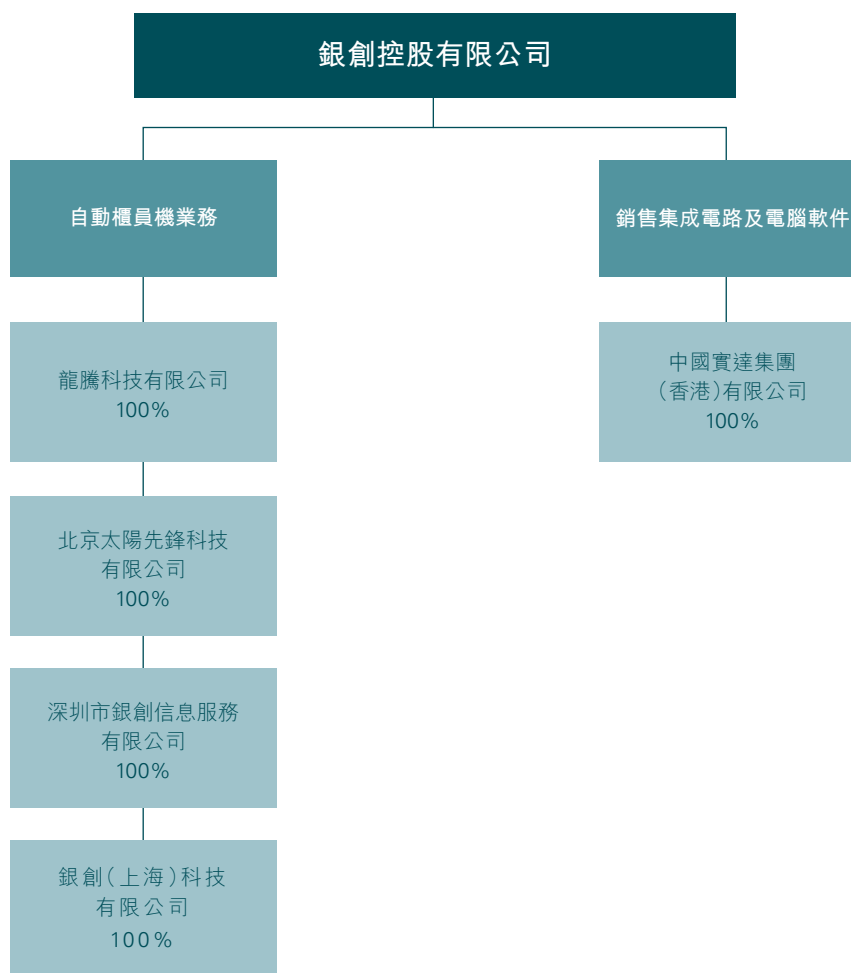 銀創控股有限公司
自動櫃員機業務
龍騰科技有限公司
100%
北京太陽先鋒科技
有限公司
100%
深圳市銀創信息服務
有限公司
100%
銀創(上海)科技
有限公司
100%
銷售集成電路及電腦軟件
中國實達集團
(香港)有限公司
100%